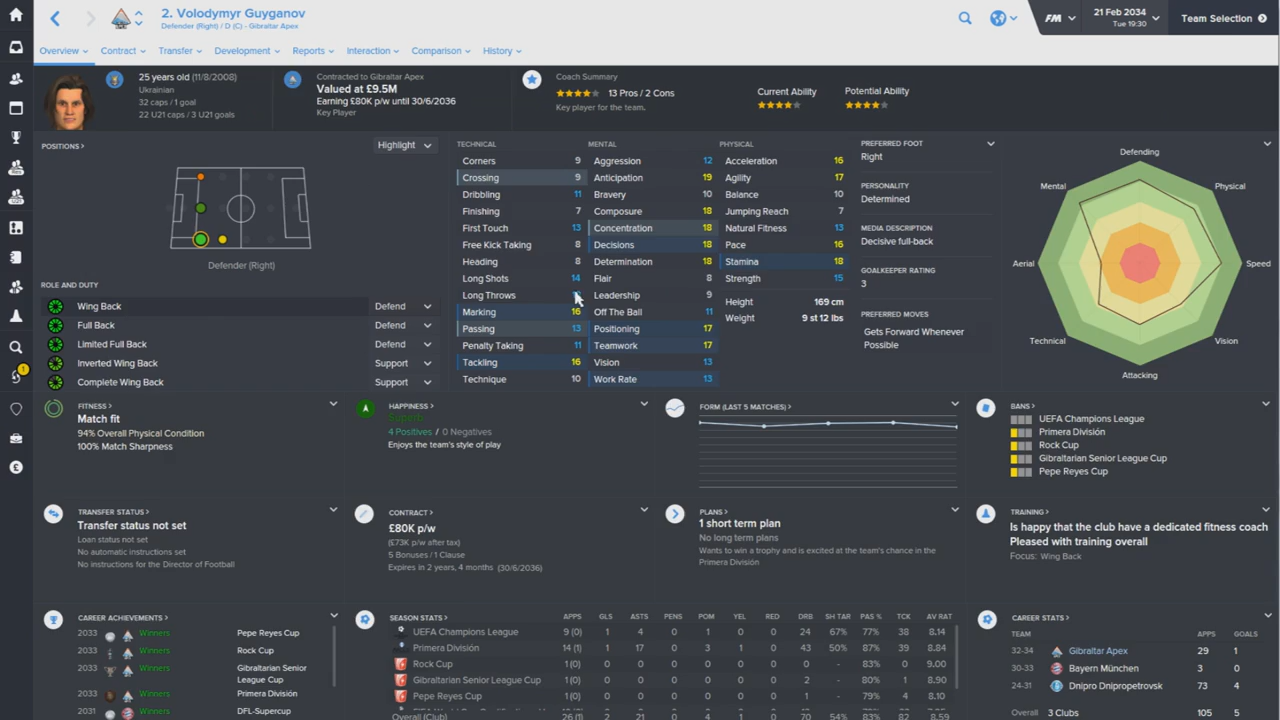 2. Volodymyr Guyganov
Defender (Right) / D (C) - Gibraltar Apex
FM
21 Feb 2034
Tue 19:30
Team Selection
Overview
Contract
Transfer
Development
Reports
Interaction
Comparison
History
25 years old (11/8/2008)
Ukrainian
32 caps / 1 goal
22 U21 caps / 3 U21 goals
Contracted to Gibraltar Apex
Valued at £9.5M
Earning £80K p/w until 30/6/2036
Key Player
Coach Summary
13 Pros / 2 Cons
Key player for the team.
Current Ability
Potential Ability
POSITIONS >
Highlight
Defender (Right)
ROLE AND DUTY
Wing Back Defend
Full Back Defend
Limited Full Back Defend
Inverted Wing Back Support
Complete Wing Back Support
TECHNICAL
Corners 9
Crossing 9
Dribbling 11
Finishing 7
First Touch 13
Free Kick Taking 8
Heading 8
Long Shots 14
Long Throws
Marking 16
Passing 13
Penalty Taking 11
Tackling 16
Technique 10
MENTAL
Aggression 12
Anticipation 19
Bravery 10
Composure 18
Concentration 18
Decisions 18
Determination 18
Flair 8
Leadership 9
Off The Ball 11
Positioning 17
Teamwork 17
Vision 13
Work Rate 13
PHYSICAL
Acceleration 16
Agility 17
Balance 10
Jumping Reach 7
Natural Fitness 13
Pace 16
Stamina 18
Strength 15
Height 169 cm
Weight 9 st 12 lbs
PREFERRED FOOT
Right
PERSONALITY
Determined
MEDIA DESCRIPTION
Decisive full-back
GOALKEEPER RATING
3
PREFERRED MOVES
Gets Forward Whenever
Possible
Defending
Physical
Speed
Vision
Attacking
Technical
Aerial
Mental
FITNESS >
Match fit
94% Overall Physical Condition
100% Match Sharpness
HAPPINESS >
Superb
4 Positives / 0 Negatives
Enjoys the team's style of play
FORM (LAST 5 MATCHES) >
BANS >
UEFA Champions League
Primera División
Rock Cup
Gibraltarian Senior League Cup
Pepe Reyes Cup
TRANSFER STATUS >
Transfer status not set
Loan status not set
No automatic instructions set
No instructions for the Director of Football
CONTRACT >
£80K p/w
(£73K p/w after tax)
5 Bonuses / 1 Clause
Expires in 2 years, 4 months (30/6/2036)
PLANS >
1 short term plan
No long term plans
Wants to win a trophy and is excited at the team's chance in the
Primera División
TRAINING >
Is happy that the club have a dedicated fitness coach
Pleased with training overall
Focus: Wing Back
CAREER ACHIEVEMENTS >
2033 Winners Pepe Reyes Cup
2033 Winners Rock Cup
2033 Winners Gibraltarian Senior
League Cup
2033 Winners Primera División
2031 Winners DFL-Supercup
SEASON STATS > APPS GLS ASTS PENS POM YEL RED DRB SH TAR PAS % TCK AV RAT
UEFA Champions League 9 (0) 1 4 0 1 0 0 24 67% 77% 38 8.14
Primera División 14 (1) 1 17 0 3 0 0 43 50% 87% 39 8.84
Rock Cup 1 (0) 0 0 0 0 0 0 0 - 83% 0 9.00
Gibraltarian Senior League Cup 1 (0) 0 0 0 0 0 0 2 - 80% 1 8.90
Pepe Reyes Cup 1 (0) 0 0 0 0 0 0 1 - 79% 4 8.10
Overall (Club) 26 (1) 2 21 0 4 0 0 70 54% 83% 82 8.59
CAREER STATS >
TEAM APPS GOALS
32-34 Gibraltar Apex 29 1
30-33 Bayern München 3 0
24-31 Dnipro Dnipropetrovsk 73 4
Overall 3 Clubs 105 5